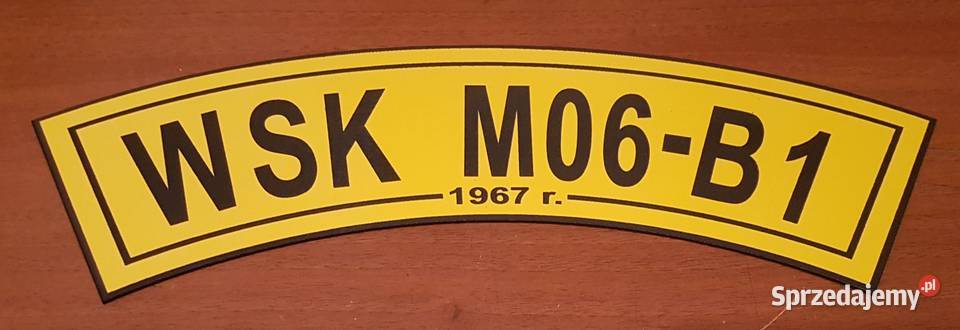 WSK M06-B1
1967 r.
Sprzedajemy.pl